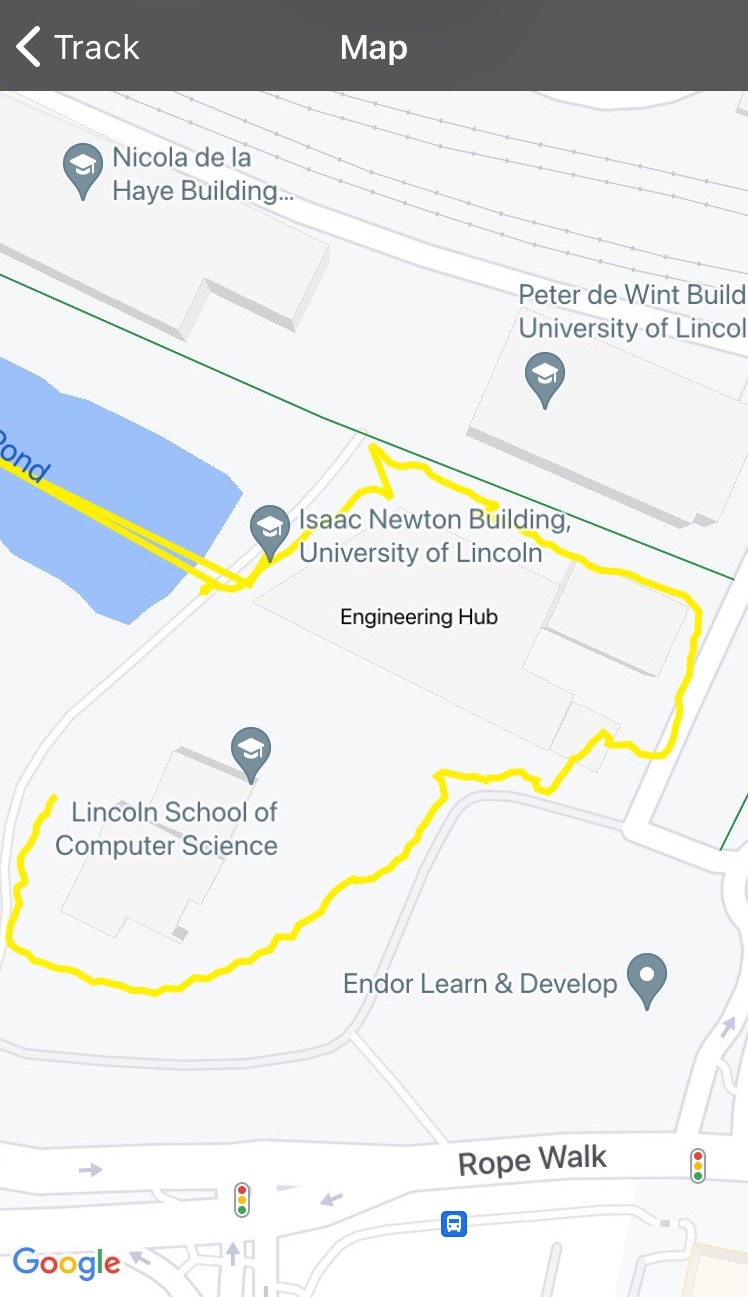 Track
Map
Nicola de la
Haye Building...
Peter de Wint Build
University of Lincol
Pond
Isaac Newton Building,
University of Lincoln
Engineering Hub
Lincoln School of
Computer Science
Endor Learn & Develop
Rope Walk
Google